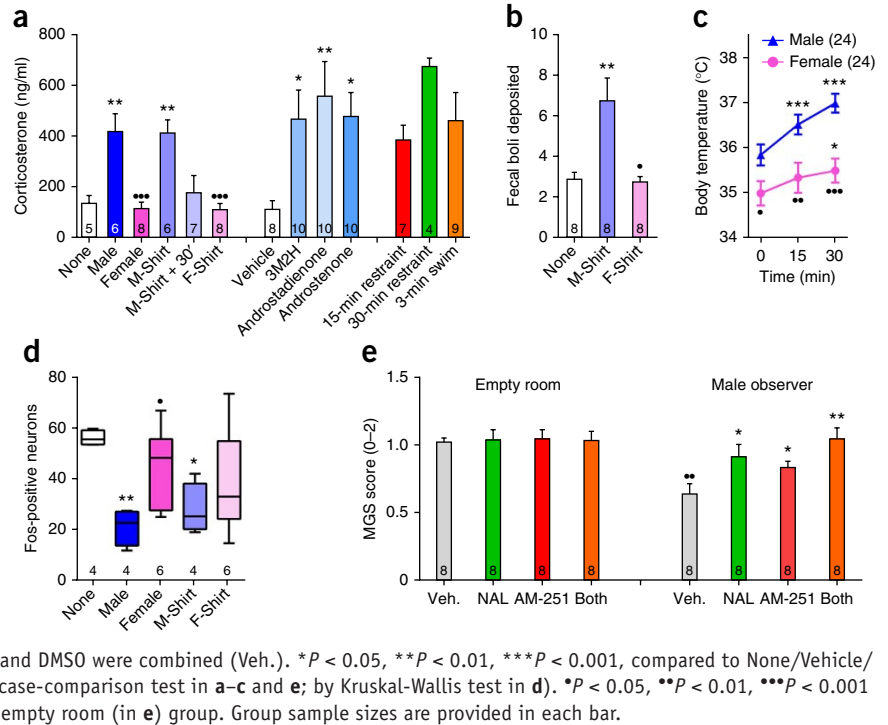 a
Corticosterone (ng/ml)
800
600
400
200
0
** ** * ** *
••• •••
5 6 8 6 7 8 8 10 10 10 7 4 9
None Male Female M-Shirt M-Shirt + 30′ F-Shirt Vehicle 3M2H Androstadienone Androstenone 15-min restraint 30-min restraint 3-min swim
b
Fecal boli deposited
10
8
6
4
2
0
**
•
8 8 8
None M-Shirt F-Shirt
c
Male (24)
Female (24)
Body temperature (°C)
38
37
36
35
34
*** ***
*
• •• •••
0 15 30
Time (min)
d
Fos-positive neurons
80
60
40
20
0
** • *
4 4 6 4 6
None Male Female M-Shirt F-Shirt
e
MGS score (0–2)
1.5
1.0
0.5
0
Empty room Male observer
•• * * **
8 8 8 8 8 8 8 8
Veh. NAL AM-251 Both Veh. NAL AM-251 Both
and DMSO were combined (Veh.). *P < 0.05, **P < 0.01, ***P < 0.001, compared to None/Vehicle/
case-comparison test in a–c and e; by Kruskal-Wallis test in d). •P < 0.05, ••P < 0.01, •••P < 0.001
empty room (in e) group. Group sample sizes are provided in each bar.